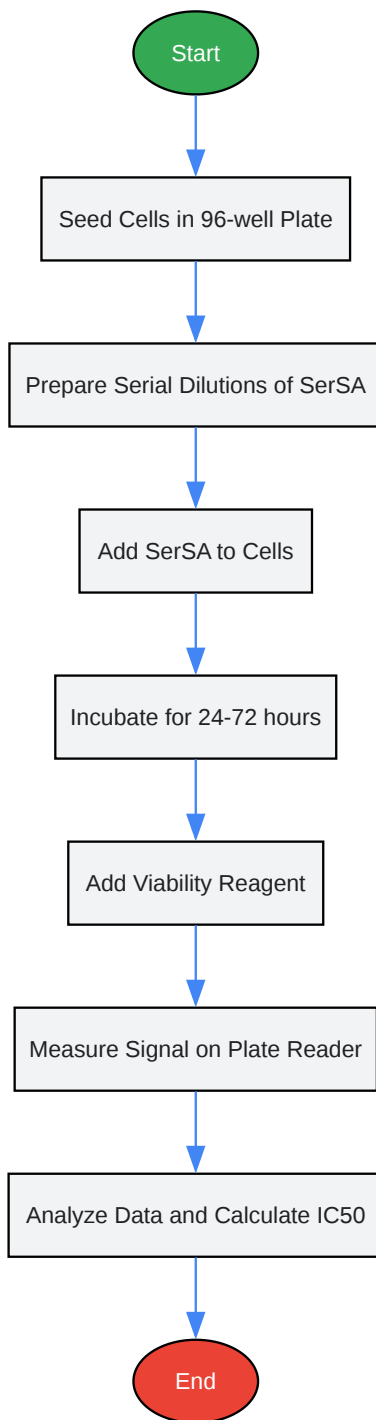 Start
Seed Cells in 96-well Plate
Prepare Serial Dilutions of SerSA
Add SerSA to Cells
Incubate for 24-72 hours
Add Viability Reagent
Measure Signal on Plate Reader
Analyze Data and Calculate IC50
End